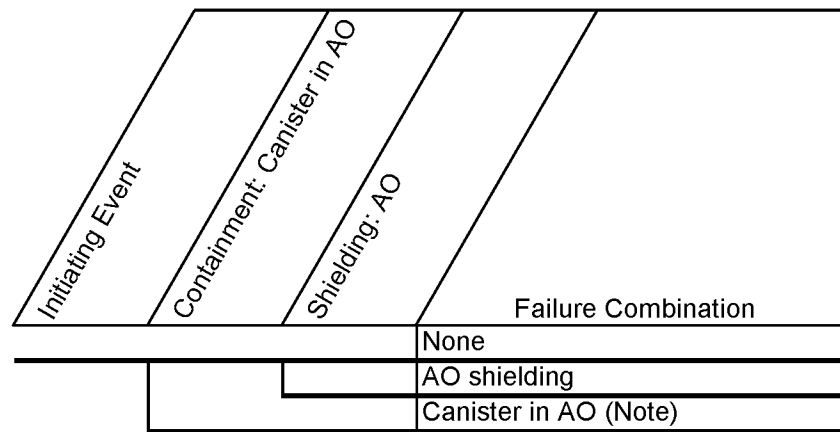 Initiating Event
Containment: Canister in AO
Shielding: AO
Failure Combination
None
AO shielding
Canister in AO (Note)